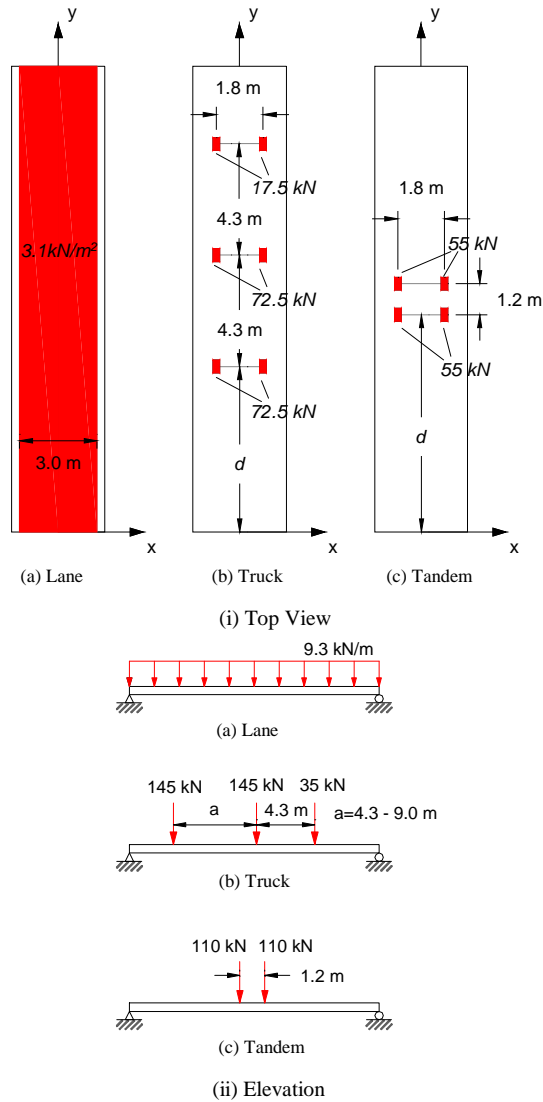 y
y
y
1.8 m
17.5 kN
1.8 m
55 kN
4.3 m
3.1kN/m²
72.5 kN
1.2 m
4.3 m
55 kN
72.5 kN
3.0 m
d
d
x
x
x
(a) Lane
(b) Truck
(c) Tandem
(i) Top View
9.3 kN/m
(a) Lane
145 kN 145 kN 35 kN
a 4.3 m a=4.3 - 9.0 m
(b) Truck
110 kN 110 kN
1.2 m
(c) Tandem
(ii) Elevation